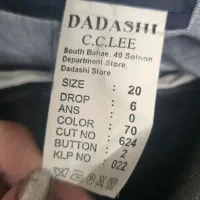 DADASHI
C.C.LEE
South Bahae, 40 Setoon
Department Store,
Dadashi Store
SIZE : 20
DROP : 6
ANS : 0
COLOR : 70
CUT NO : 624
BUTTON : 2
KLP NO : 022